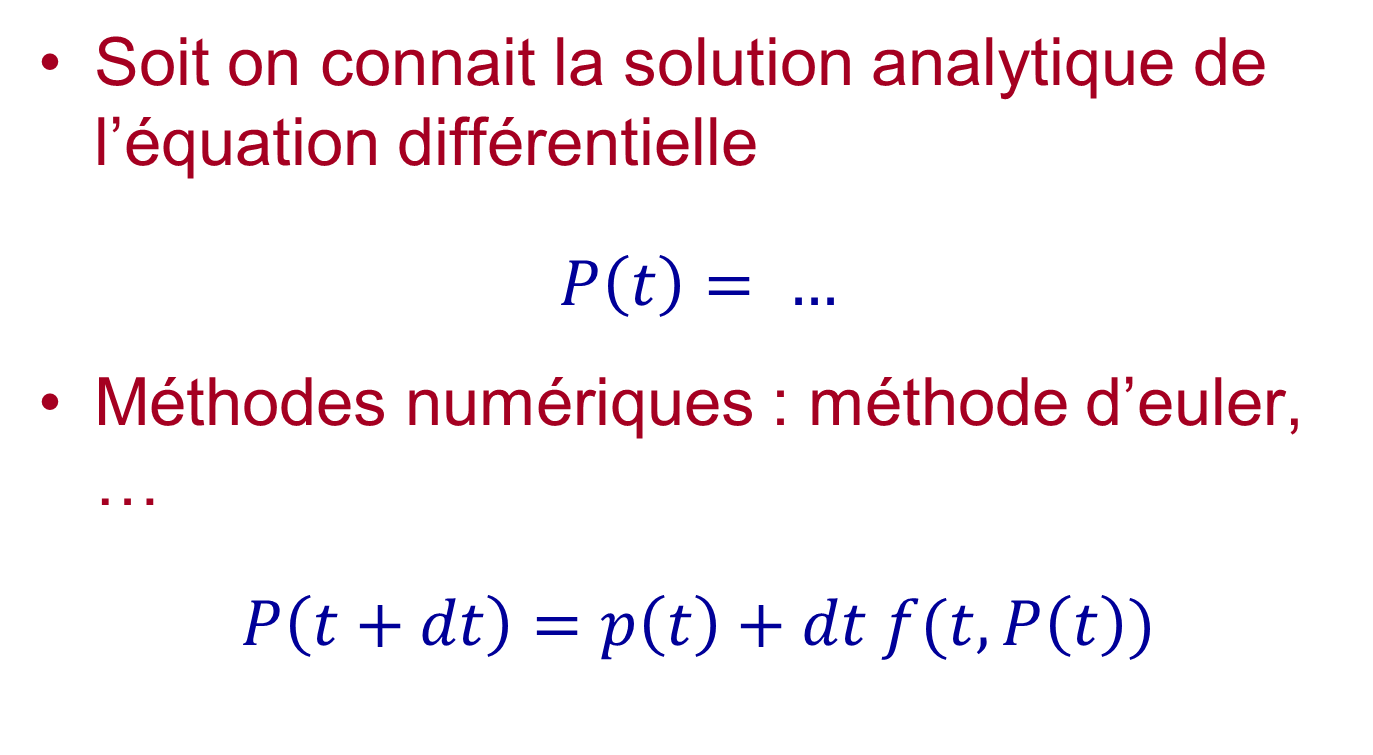 • Soit on connait la solution analytique de
l’équation différentielle
P(t) = ...
• Méthodes numériques : méthode d’euler,
…
P(t + dt) = p(t) + dt f(t, P(t))